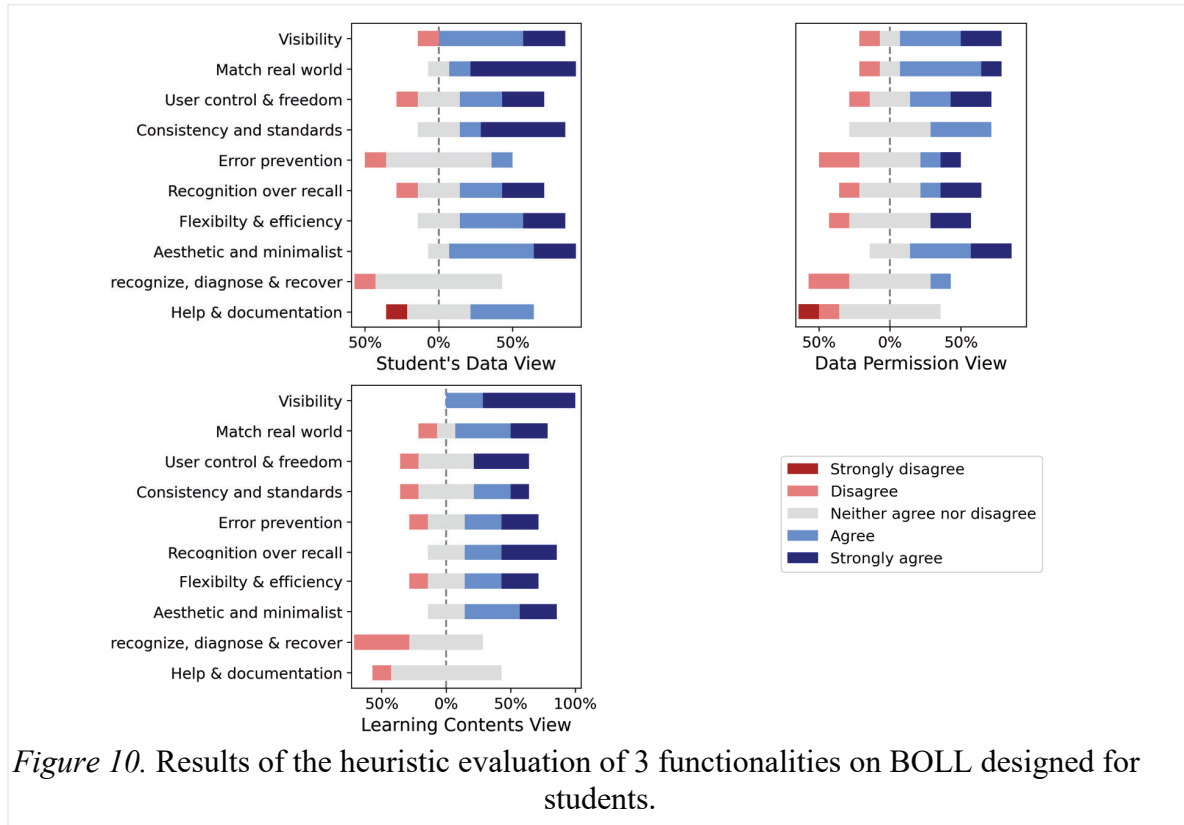 Visibility
Match real world
User control & freedom
Consistency and standards
Error prevention
Recognition over recall
Flexibilty & efficiency
Aesthetic and minimalist
recognize, diagnose & recover
Help & documentation
50% 0% 50%
Student's Data View
50% 0% 50%
Data Permission View
Visibility
Match real world
User control & freedom
Consistency and standards
Error prevention
Recognition over recall
Flexibilty & efficiency
Aesthetic and minimalist
recognize, diagnose & recover
Help & documentation
50% 0% 50% 100%
Learning Contents View
Strongly disagree
Disagree
Neither agree nor disagree
Agree
Strongly agree
Figure 10. Results of the heuristic evaluation of 3 functionalities on BOLL designed for
students.